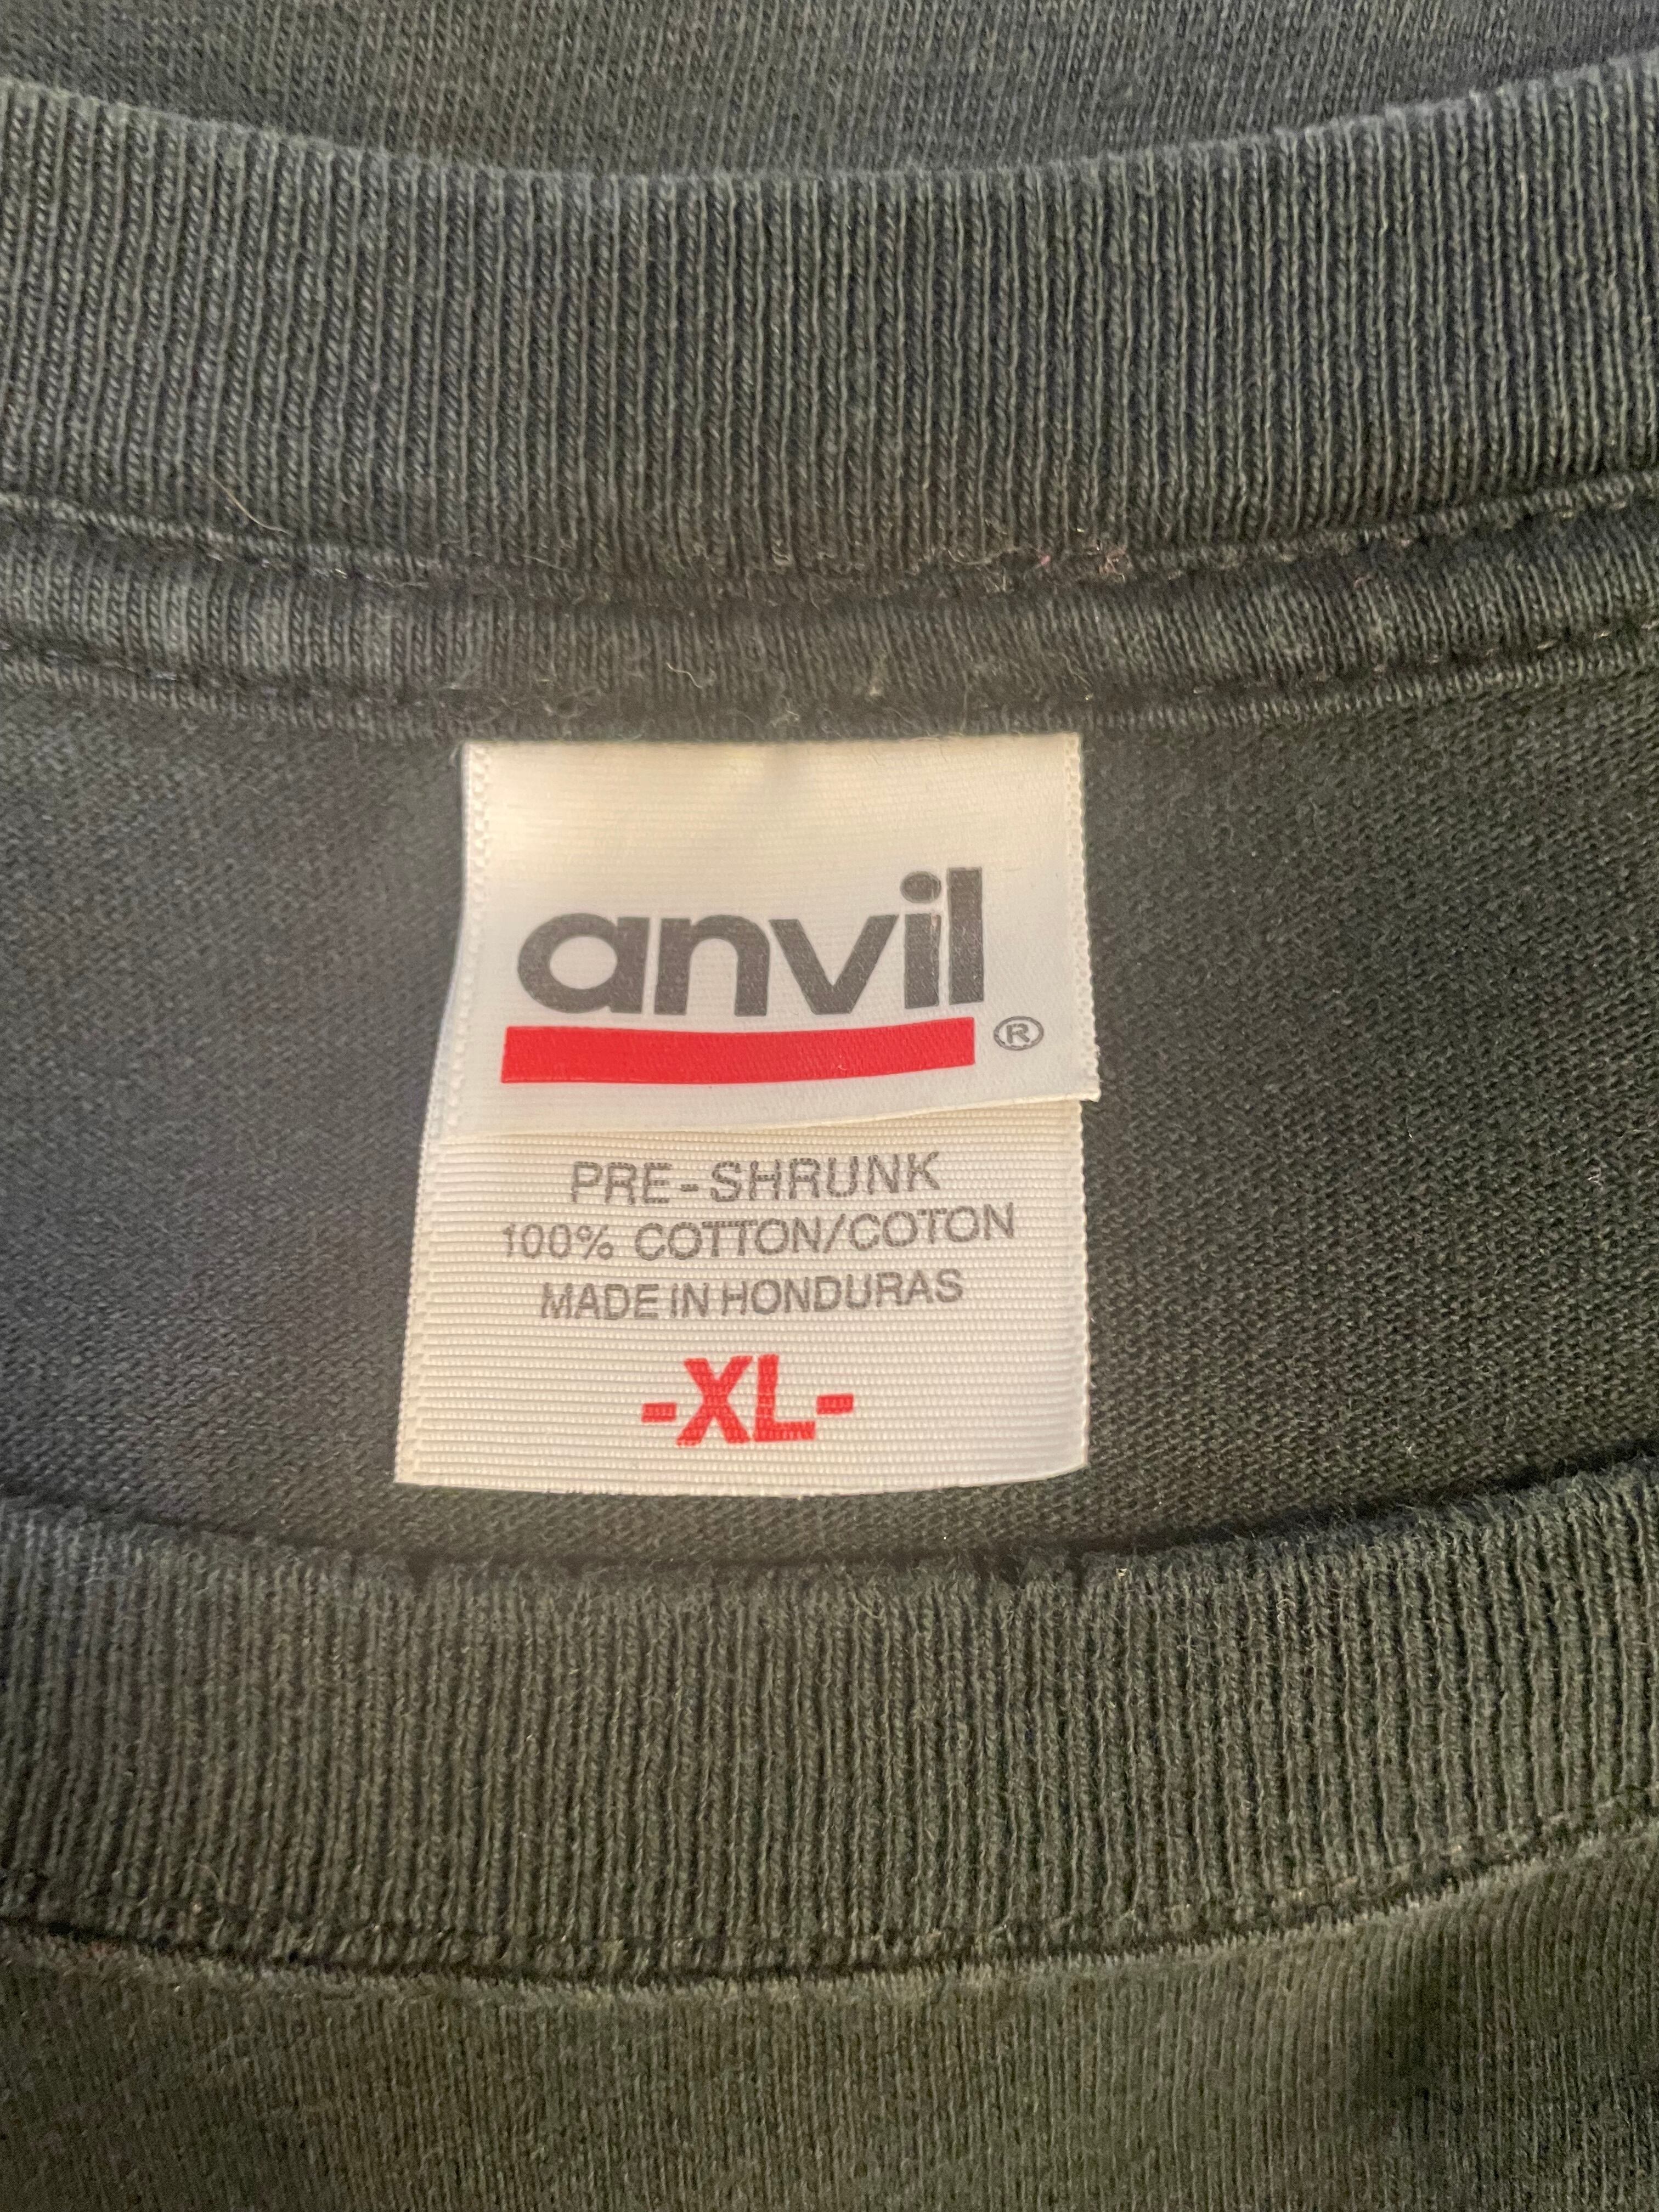 anvil
®
PRE-SHRUNK
100% COTTON/COTON
MADE IN HONDURAS
-XL-